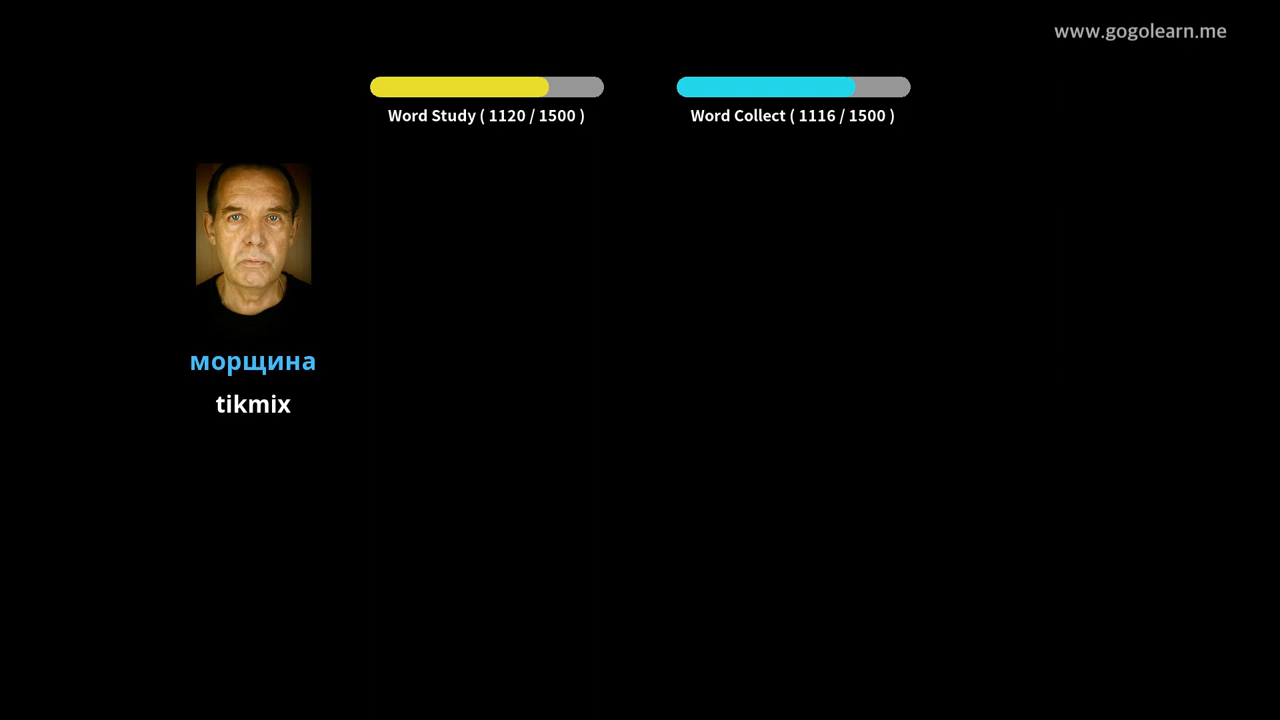 www.gogolearn.me
Word Study ( 1120 / 1500 )
Word Collect ( 1116 / 1500 )
морщина
tikmix